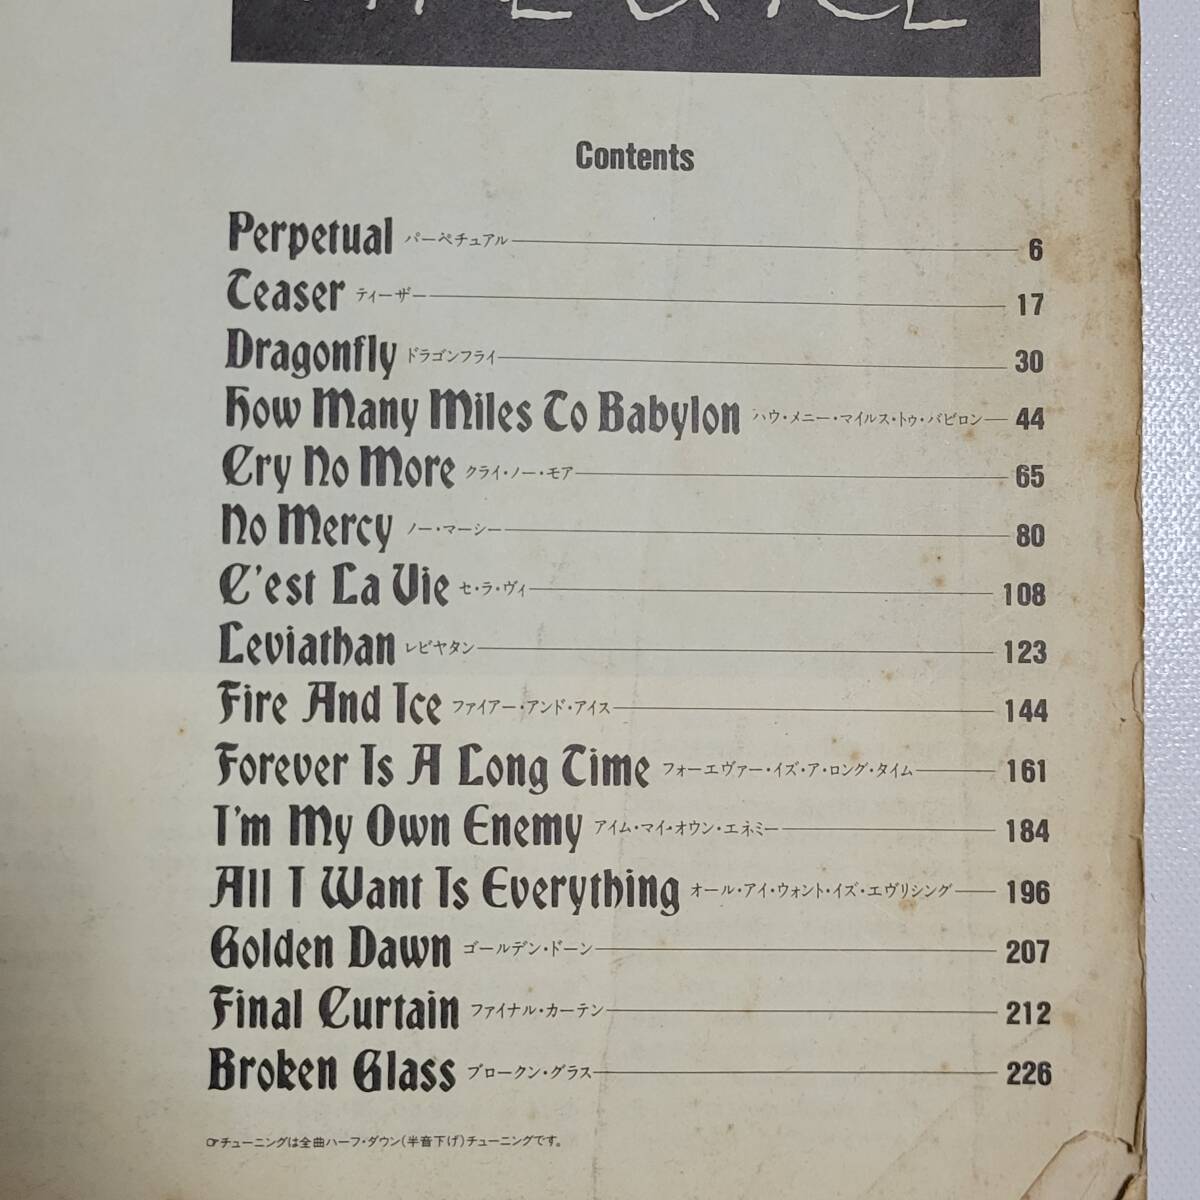 Contents
Perpetual パーペチュアル 6
Teaser ティーザー 17
Dragonfly ドラゴンフライ 30
How Many Miles To Babylon ハウ・メニー・マイルス・トゥ・バビロン 44
Cry No More クライ・ノー・モア 65
No Mercy ノー・マーシー 80
C'est La Vie セ・ラ・ヴィ 108
Leviathan レビヤタン 123
Fire And Ice ファイアー・アンド・アイス 144
Forever Is A Long Time フォーエヴァー・イズ・ア・ロング・タイム 161
I'm My Own Enemy アイム・マイ・オウン・エネミー 184
All I Want Is Everything オール・アイ・ウォント・イズ・エヴリシング 196
Golden Dawn ゴールデン・ドーン 207
Final Curtain ファイナル・カーテン 212
Broken Glass ブロークン・グラス 226
☞チューニングは全曲ハーフ・ダウン(半音下げ)チューニングです。